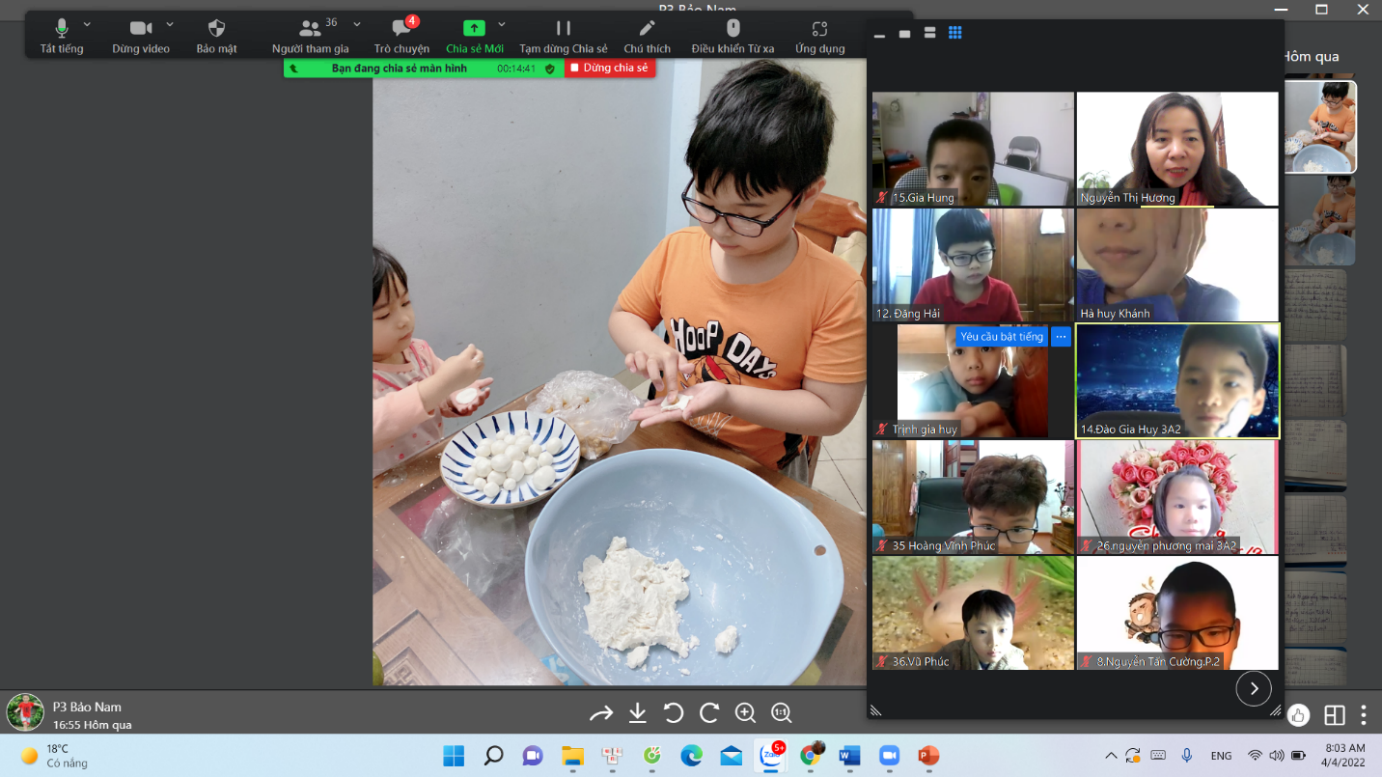 P3 Bảo Nam
36
4
Tắt tiếng
Dừng video
Bảo mật
Người tham gia
Trò chuyện
Chia sẻ Mới
Tạm dừng Chia sẻ
Chú thích
Điều khiển Từ xa
Ứng dụng
Bạn đang chia sẻ màn hình
00:14:41
Dừng chia sẻ
Hôm qua
15.Gia Hưng
Nguyễn Thị Hương
12. Đăng Hải
Hà huy Khánh
Yêu cầu bật tiếng
Trịnh gia huy
14.Đào Gia Huy 3A2
35 Hoàng Vĩnh Phúc
26.nguyễn phương mai 3A2
36.Vũ Phúc
8.Nguyễn Tấn Cường.P.2
HOOP DAYS
P3 Bảo Nam
16:55 Hôm qua
1:1
18°C
Có nắng
Zalo
5+
ENG
8:03 AM
4/4/2022